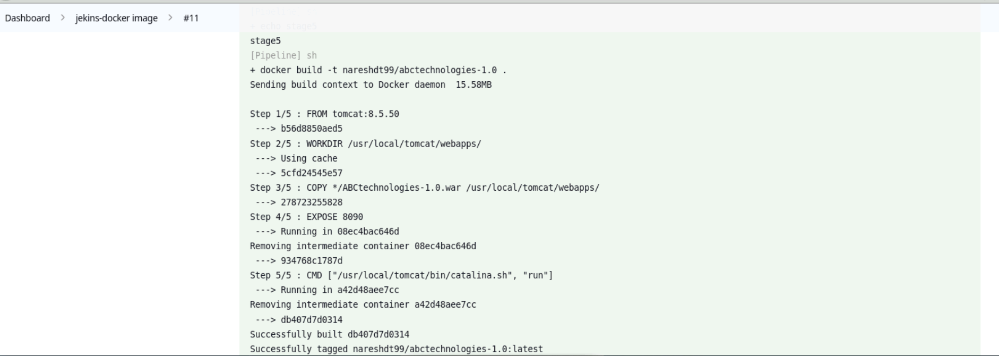 Dashboard > jekins-docker image > #11
+ echo stage5
stage5
[Pipeline] sh
+ docker build -t nareshdt99/abctechnologies-1.0 .
Sending build context to Docker daemon  15.58MB
Step 1/5 : FROM tomcat:8.5.50
 ---> b56d8850aed5
Step 2/5 : WORKDIR /usr/local/tomcat/webapps/
 ---> Using cache
 ---> 5cfd24545e57
Step 3/5 : COPY */ABCtechnologies-1.0.war /usr/local/tomcat/webapps/
 ---> 278723255828
Step 4/5 : EXPOSE 8090
 ---> Running in 08ec4bac646d
Removing intermediate container 08ec4bac646d
 ---> 934768c1787d
Step 5/5 : CMD ["/usr/local/tomcat/bin/catalina.sh", "run"]
 ---> Running in a42d48aee7cc
Removing intermediate container a42d48aee7cc
 ---> db407d7d0314
Successfully built db407d7d0314
Successfully tagged nareshdt99/abctechnologies-1.0:latest